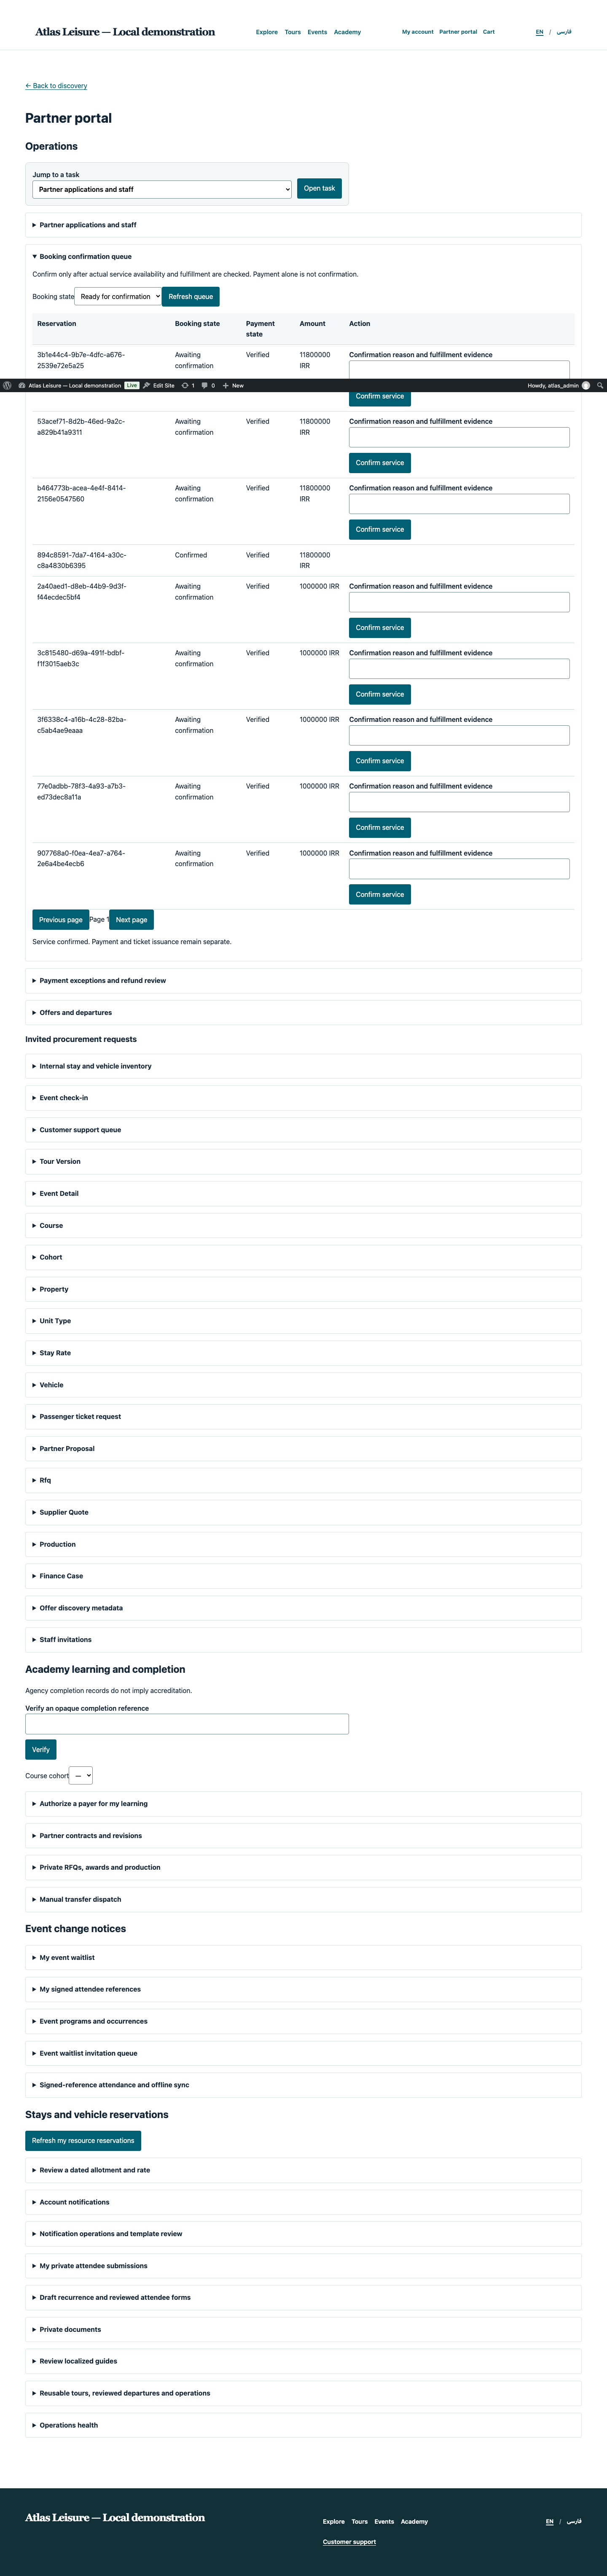 Atlas Leisure — Local demonstration
Explore Tours Events Academy
My account Partner portal Cart
EN / فارسی
← Back to discovery
Partner portal
Operations
Jump to a task
Partner applications and staff
Open task
▶ Partner applications and staff
▼ Booking confirmation queue
Confirm only after actual service availability and fulfillment are checked. Payment alone is not confirmation.
Booking state Ready for confirmation Refresh queue
Reservation Booking state Payment state Amount Action
3b1e44c4-9b7e-4dfc-a676-2539e72e5a25 Awaiting confirmation Verified 11800000 IRR Confirmation reason and fulfillment evidence
Atlas Leisure — Local demonstration Live Edit Site 1 0 New Howdy, atlas_admin
Confirm service
53acef71-8d2b-46ed-9a2c-a829b41a9311 Awaiting confirmation Verified 11800000 IRR Confirmation reason and fulfillment evidence
Confirm service
b464773b-acea-4e4f-8414-2156e0547560 Awaiting confirmation Verified 11800000 IRR Confirmation reason and fulfillment evidence
Confirm service
894c8591-7da7-4164-a30c-c8a4830b6395 Confirmed Verified 11800000 IRR
2a40aed1-d8eb-44b9-9d3f-f44ecdec5bf4 Awaiting confirmation Verified 1000000 IRR Confirmation reason and fulfillment evidence
Confirm service
3c815480-d69a-491f-bdbf-f1f3015aeb3c Awaiting confirmation Verified 1000000 IRR Confirmation reason and fulfillment evidence
Confirm service
3f6338c4-a16b-4c28-82ba-c5ab4ae9eaaa Awaiting confirmation Verified 1000000 IRR Confirmation reason and fulfillment evidence
Confirm service
77e0adbb-78f3-4a93-a7b3-ed73dec8a11a Awaiting confirmation Verified 1000000 IRR Confirmation reason and fulfillment evidence
Confirm service
907768a0-f0ea-4ea7-a764-2e6a4be4ecb6 Awaiting confirmation Verified 1000000 IRR Confirmation reason and fulfillment evidence
Confirm service
Previous page Page 1 Next page
Service confirmed. Payment and ticket issuance remain separate.
▶ Payment exceptions and refund review
▶ Offers and departures
Invited procurement requests
▶ Internal stay and vehicle inventory
▶ Event check-in
▶ Customer support queue
▶ Tour Version
▶ Event Detail
▶ Course
▶ Cohort
▶ Property
▶ Unit Type
▶ Stay Rate
▶ Vehicle
▶ Passenger ticket request
▶ Partner Proposal
▶ Rfq
▶ Supplier Quote
▶ Production
▶ Finance Case
▶ Offer discovery metadata
▶ Staff invitations
Academy learning and completion
Agency completion records do not imply accreditation.
Verify an opaque completion reference
Verify
Course cohort —
▶ Authorize a payer for my learning
▶ Partner contracts and revisions
▶ Private RFQs, awards and production
▶ Manual transfer dispatch
Event change notices
▶ My event waitlist
▶ My signed attendee references
▶ Event programs and occurrences
▶ Event waitlist invitation queue
▶ Signed-reference attendance and offline sync
Stays and vehicle reservations
Refresh my resource reservations
▶ Review a dated allotment and rate
▶ Account notifications
▶ Notification operations and template review
▶ My private attendee submissions
▶ Draft recurrence and reviewed attendee forms
▶ Private documents
▶ Review localized guides
▶ Reusable tours, reviewed departures and operations
▶ Operations health
Atlas Leisure — Local demonstration
Explore Tours Events Academy
Customer support
EN / فارسی